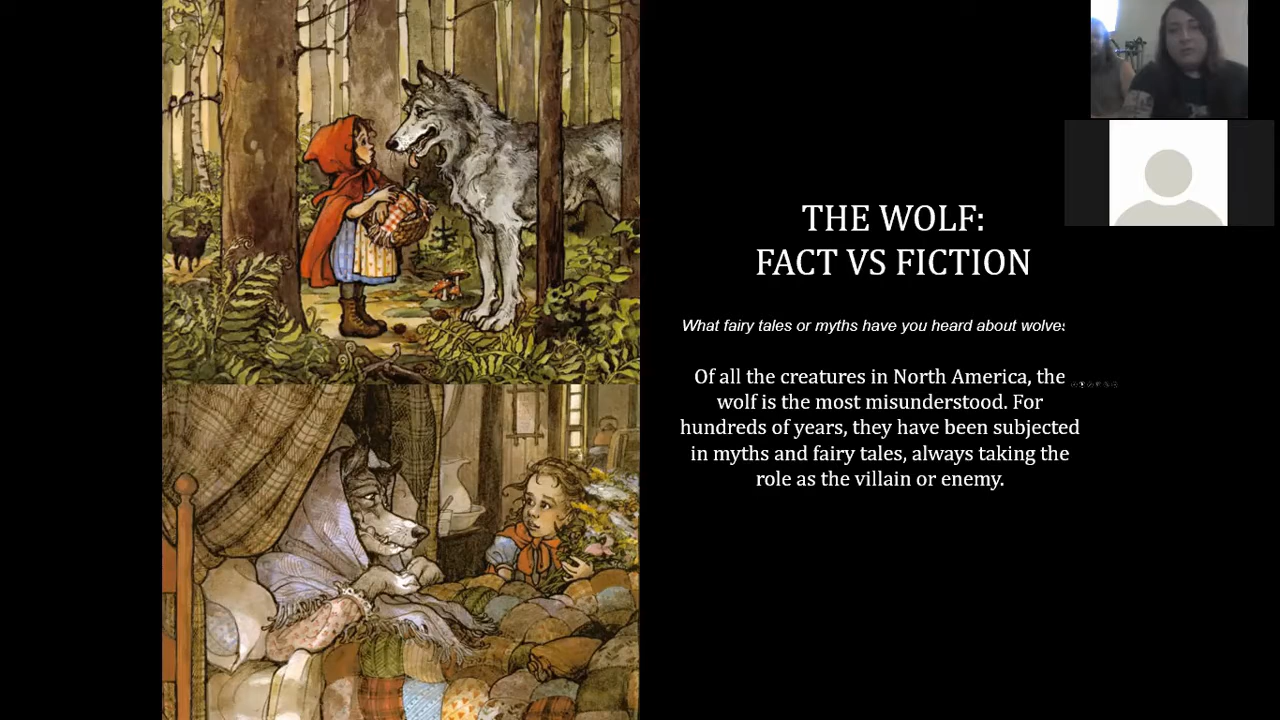 THE WOLF:
FACT VS FICTION
What fairy tales or myths have you heard about wolves
Of all the creatures in North America, the
wolf is the most misunderstood. For
hundreds of years, they have been subjected
in myths and fairy tales, always taking the
role as the villain or enemy.